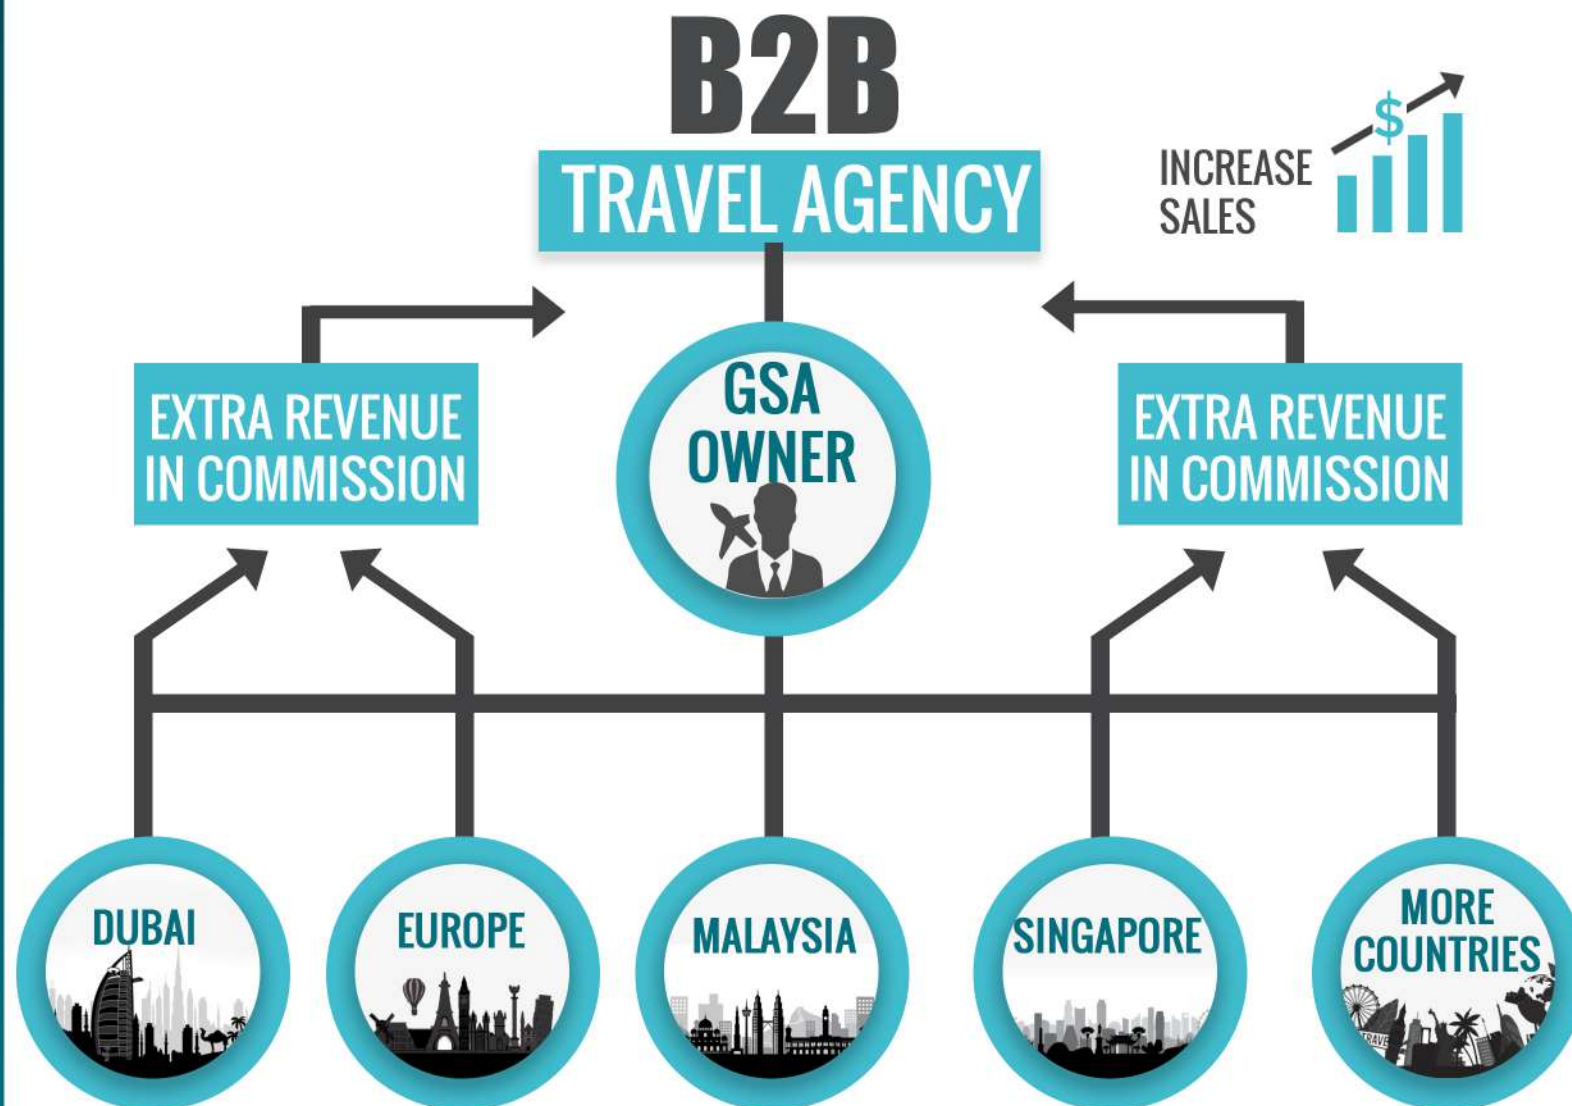 B2B
TRAVEL AGENCY
INCREASE
SALES
$
EXTRA REVENUE
IN COMMISSION
GSA
OWNER
EXTRA REVENUE
IN COMMISSION
DUBAI
EUROPE
MALAYSIA
SINGAPORE
MORE
COUNTRIES